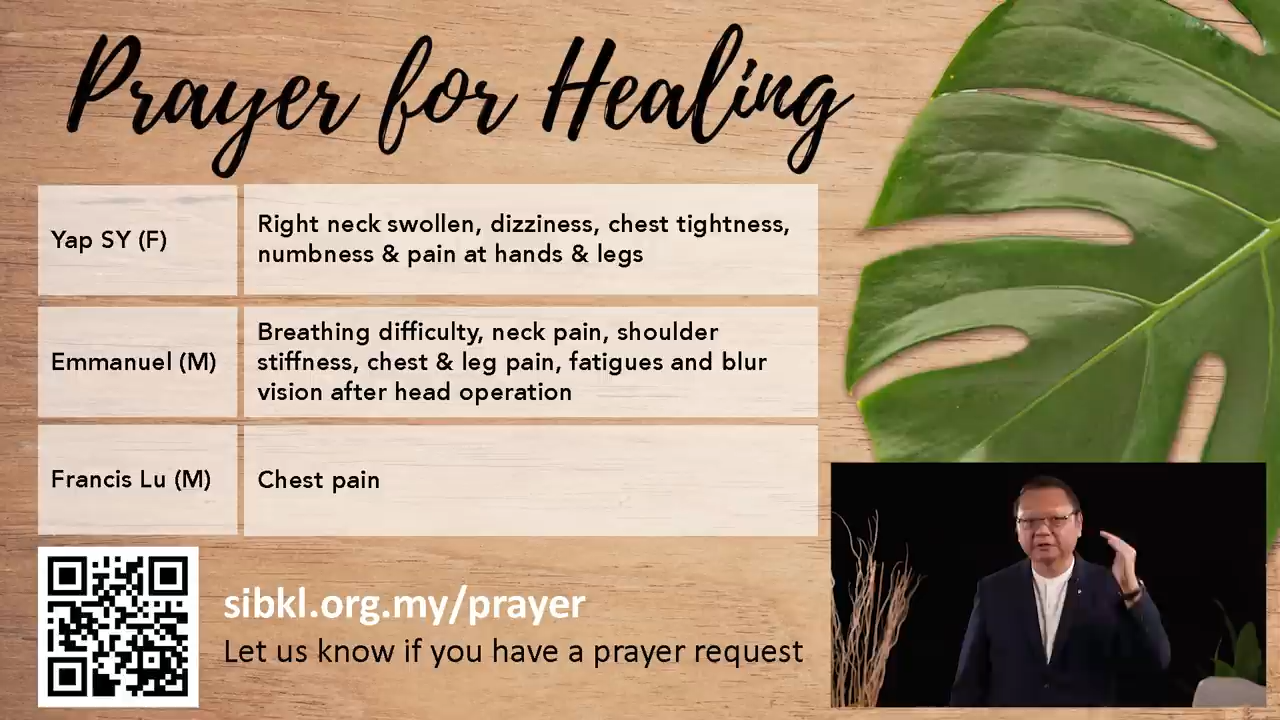 Prayer for Healing
Yap SY (F)
Right neck swollen, dizziness, chest tightness,
numbness & pain at hands & legs
Emmanuel (M)
Breathing difficulty, neck pain, shoulder
stiffness, chest & leg pain, fatigues and blur
vision after head operation
Francis Lu (M)
Chest pain
sibkl.org.my/prayer
Let us know if you have a prayer request